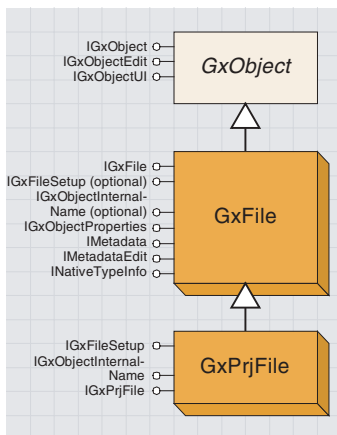 IGxObject
IGxObjectEdit
IGxObjectUI
GxObject
IGxFile
IGxFileSetup (optional)
IGxObjectInternal-
Name (optional)
IGxObjectProperties
IMetadata
IMetadataEdit
INativeTypeInfo
GxFile
IGxFileSetup
IGxObjectInternal-
Name
IGxPrjFile
GxPrjFile